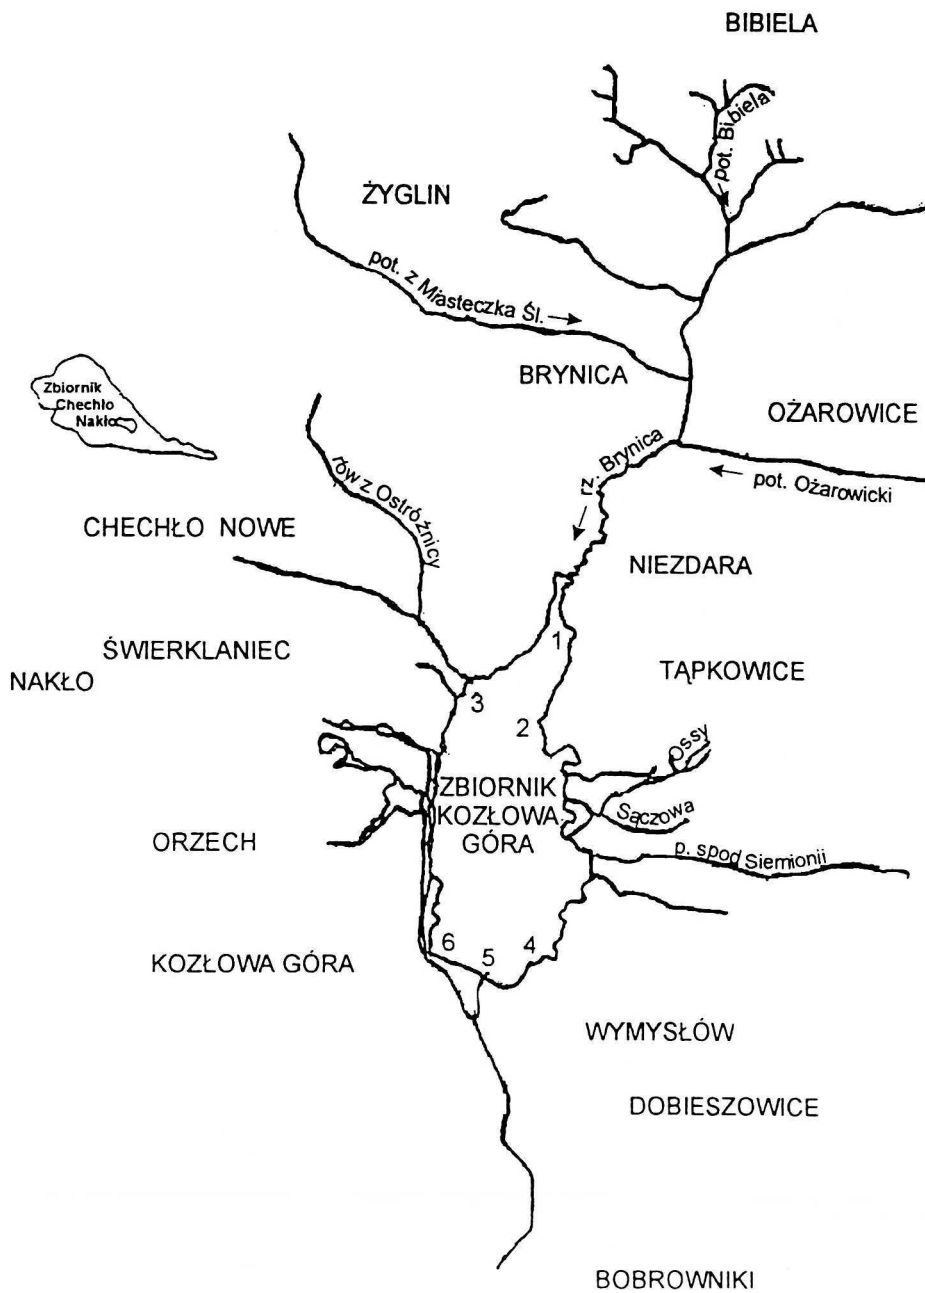 BIBIELA
pot. Bibiela
ŻYGLIN
pot. z Miasteczka Śl.
BRYNICA
Zbiornik
Chechło
Nakło
OŻAROWICE
rz. Brynica
pot. Ożarowicki
rów z Ostróżnicy
CHECHŁO NOWE
NIEZDARA
1
ŚWIERKLANIEC
TĄPKOWICE
NAKŁO
3
2
Ossy
ZBIORNIK
KOZŁOWA
GÓRA
Sączowa
ORZECH
p. spod Siemionii
6
5
4
KOZŁOWA GÓRA
WYMYSŁÓW
DOBIESZOWICE
BOBROWNIKI